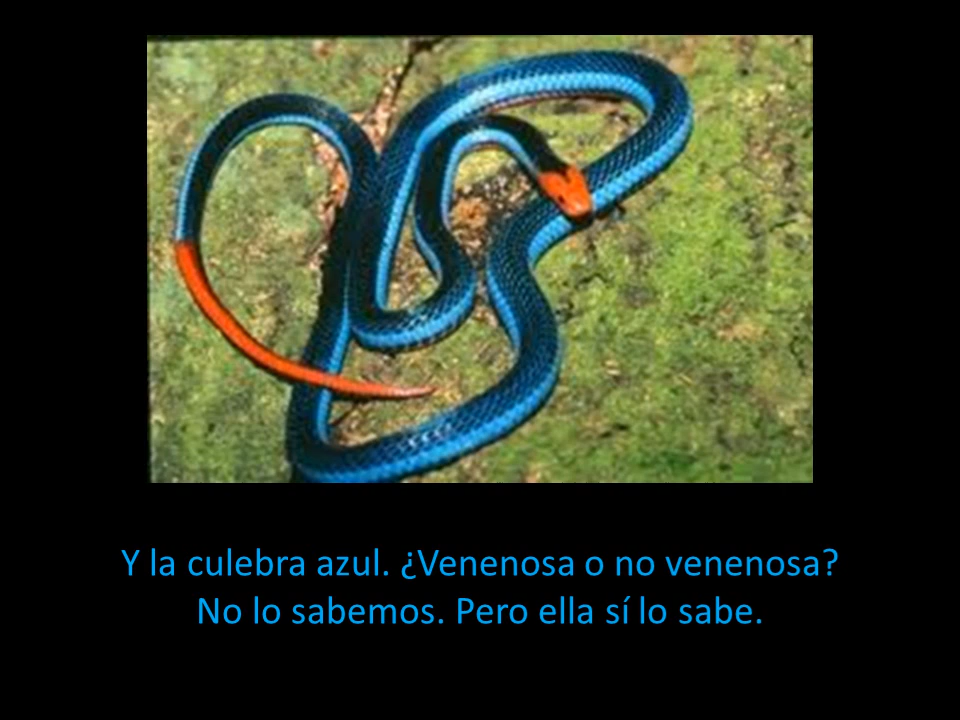 Y la culebra azul. ¿Venenosa o no venenosa?
No lo sabemos. Pero ella sí lo sabe.